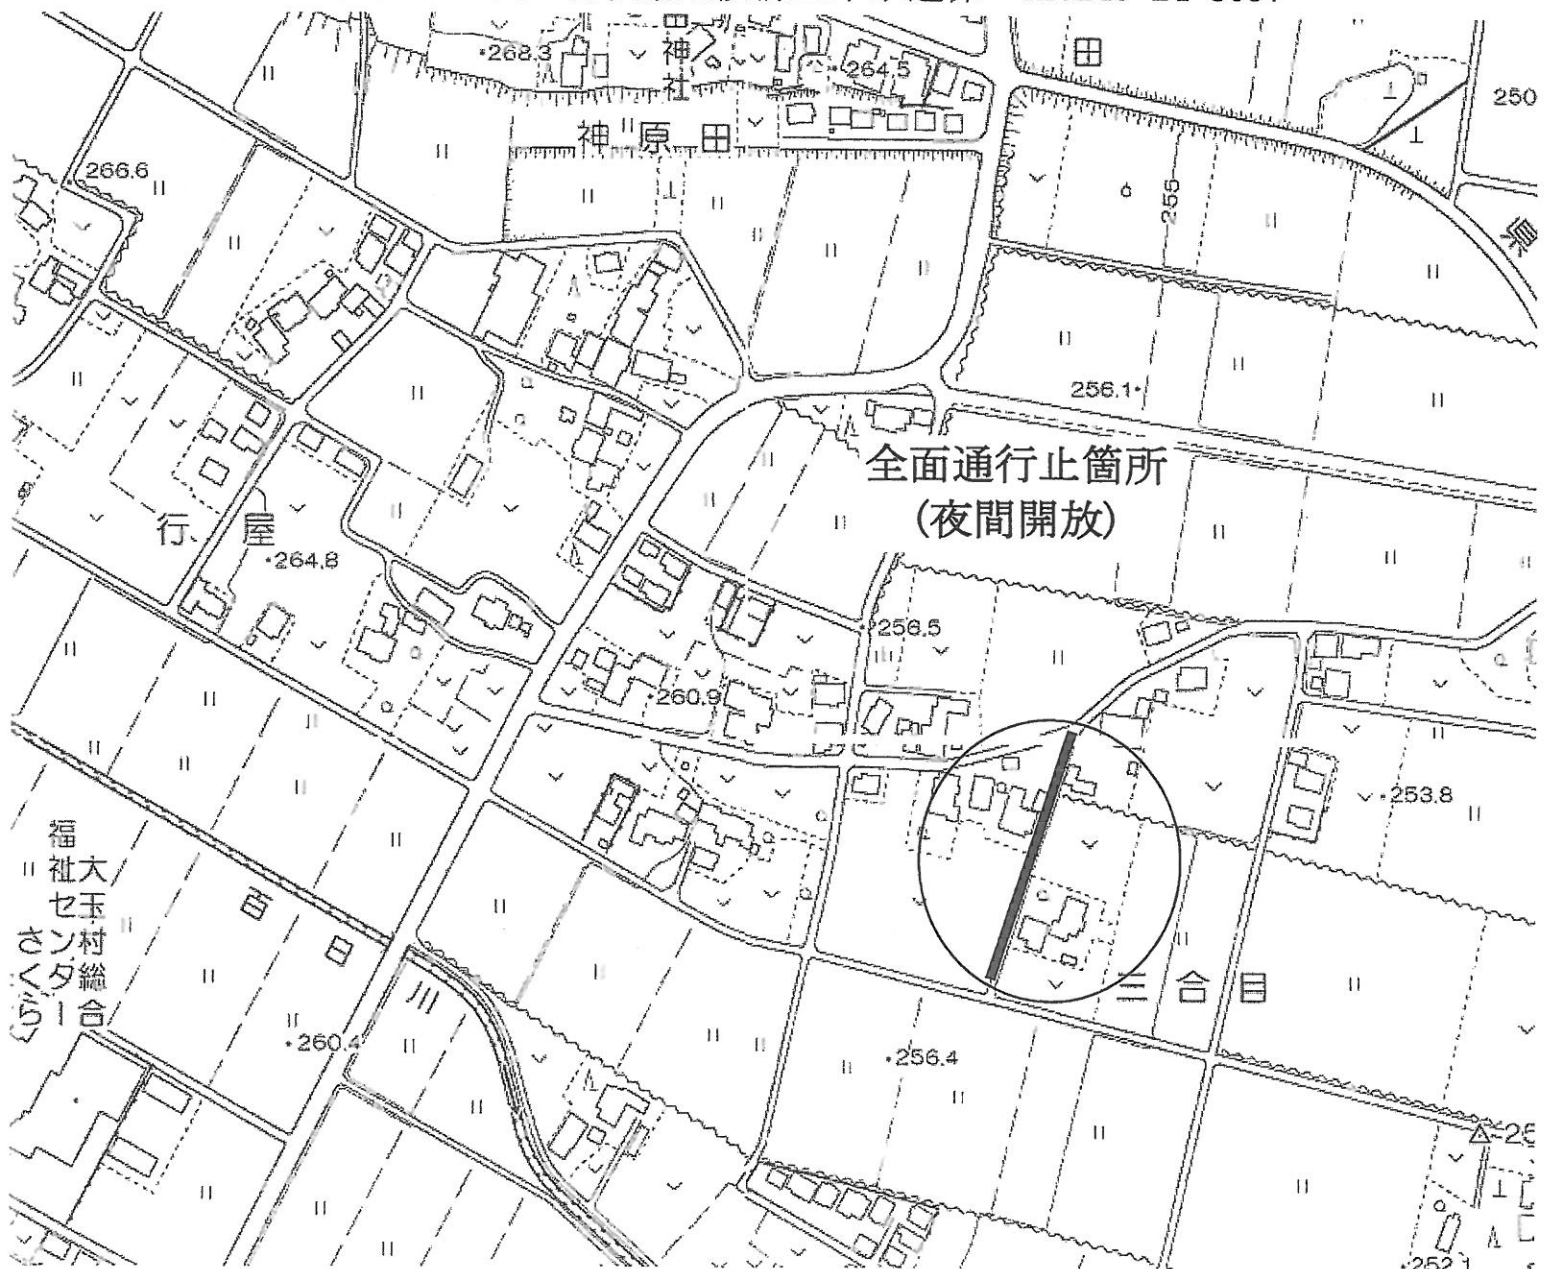 田神社
田
・268.3
・264.5
250
神原田
266.6
255
県
256.1・
全面通行止箇所
(夜間開放)
行屋
・264.8
256.5
260.9
・253.8
大玉村総合
福祉センター
さくら
百
日
川
三合目
・260.4
・256.4
・252.1